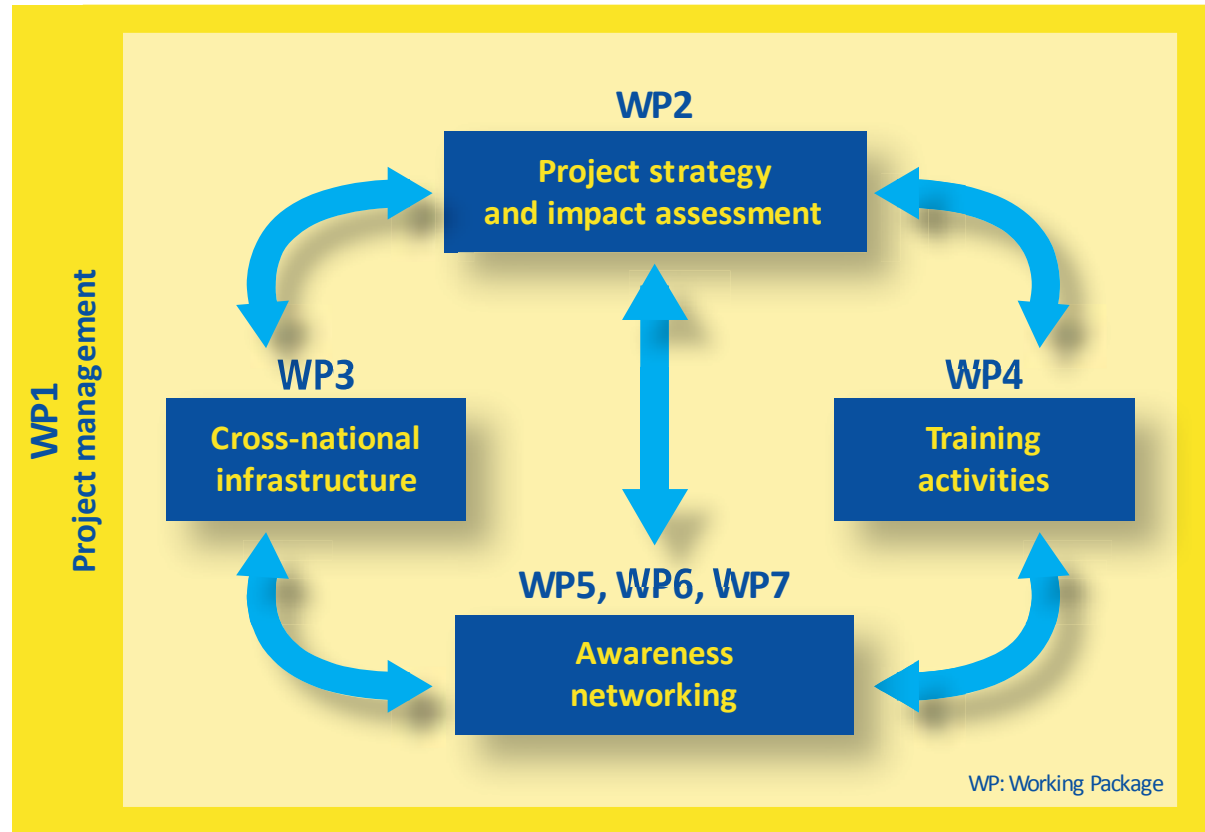 WP1
Project management
WP2
Project strategy
and impact assessment
WP3
Cross-national
infrastructure
WP4
Training
activities
WP5, WP6, WP7
Awareness
networking
WP: Working Package